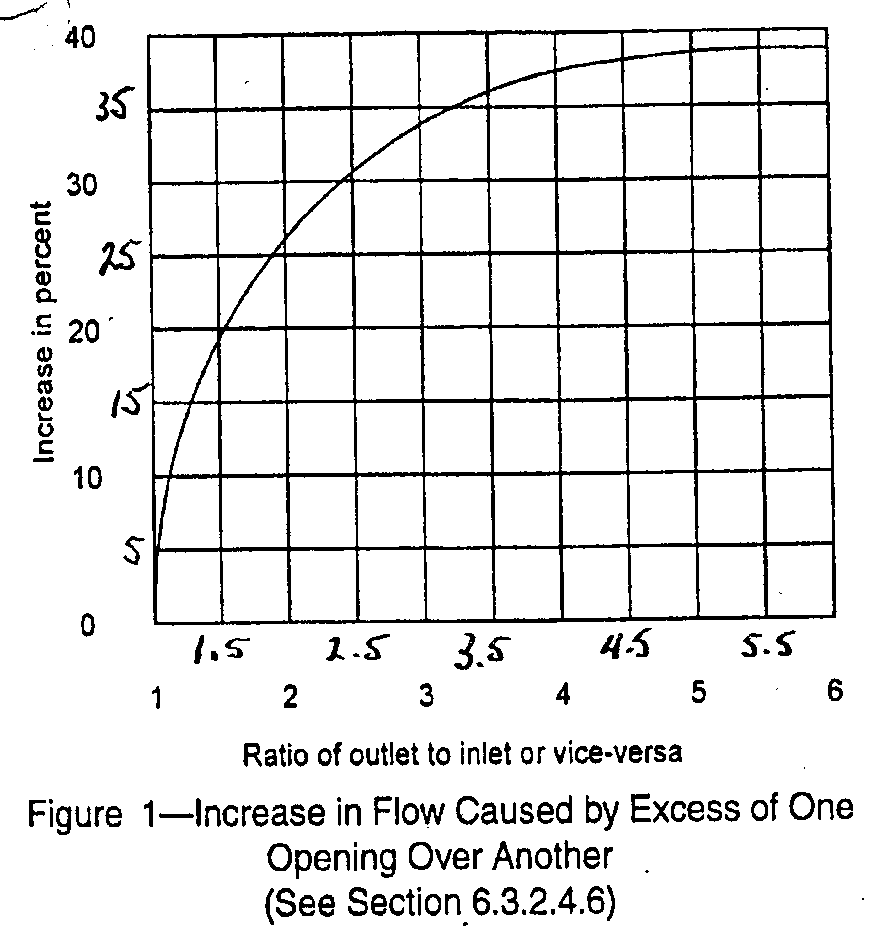 40
35
30
25
20
15
10
5
0
Increase in percent
1.5 2.5 3.5 4.5 5.5
1 2 3 4 5 6
Ratio of outlet to inlet or vice-versa
Figure 1—Increase in Flow Caused by Excess of One
Opening Over Another
(See Section 6.3.2.4.6)